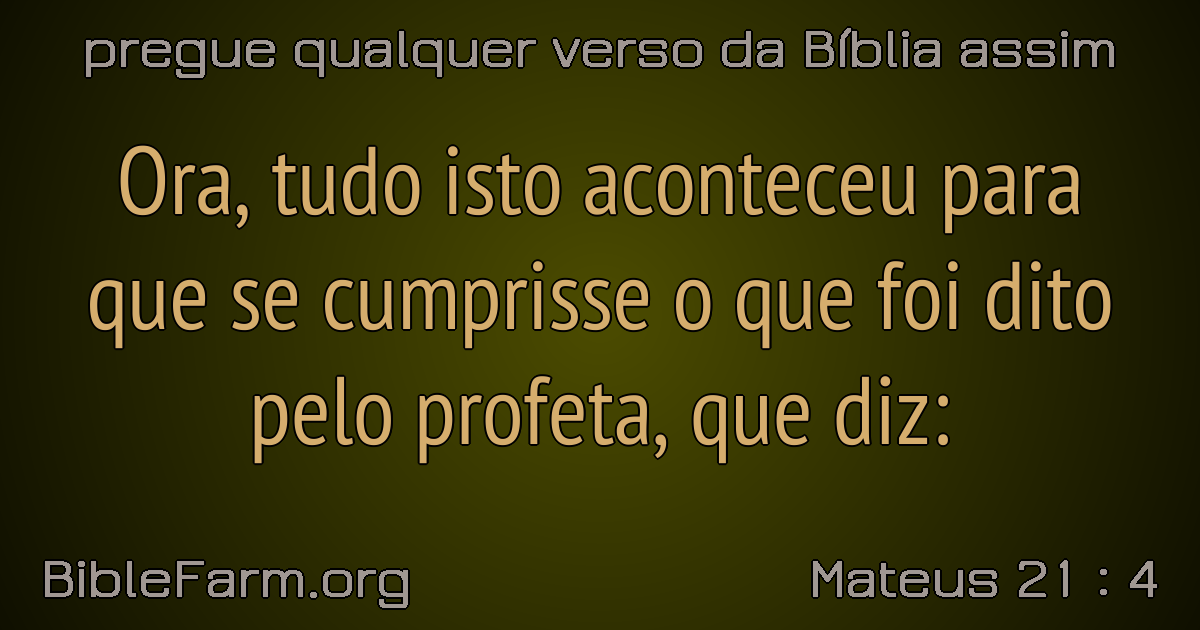 pregue qualquer verso da Bíblia assim
Ora, tudo isto aconteceu para
que se cumprisse o que foi dito
pelo profeta, que diz:
BibleFarm.org
Mateus 21 : 4